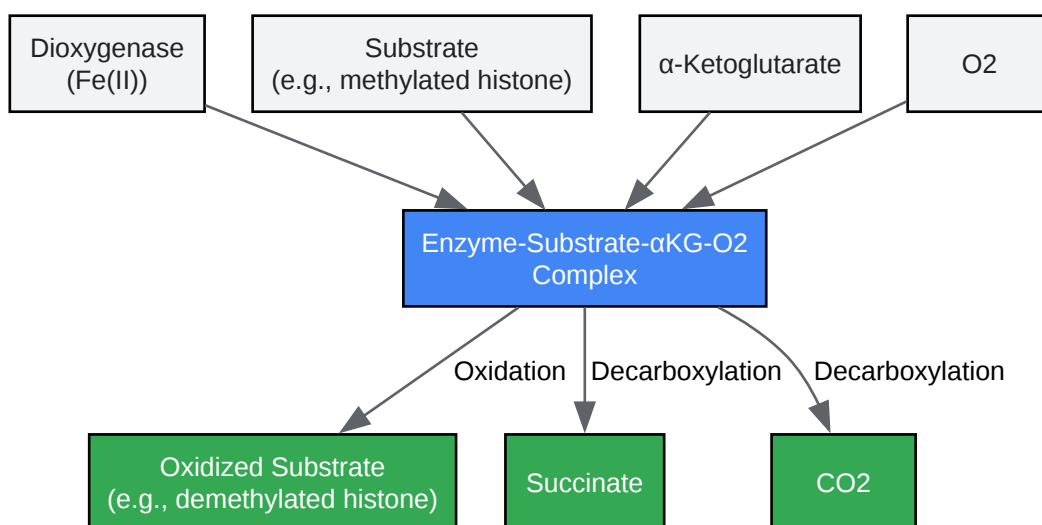 Dioxygenase
(Fe(II))
Substrate
(e.g., methylated histone)
α-Ketoglutarate
O2
Enzyme-Substrate-αKG-O2
Complex
Oxidation
Decarboxylation
Decarboxylation
Oxidized Substrate
(e.g., demethylated histone)
Succinate
CO2